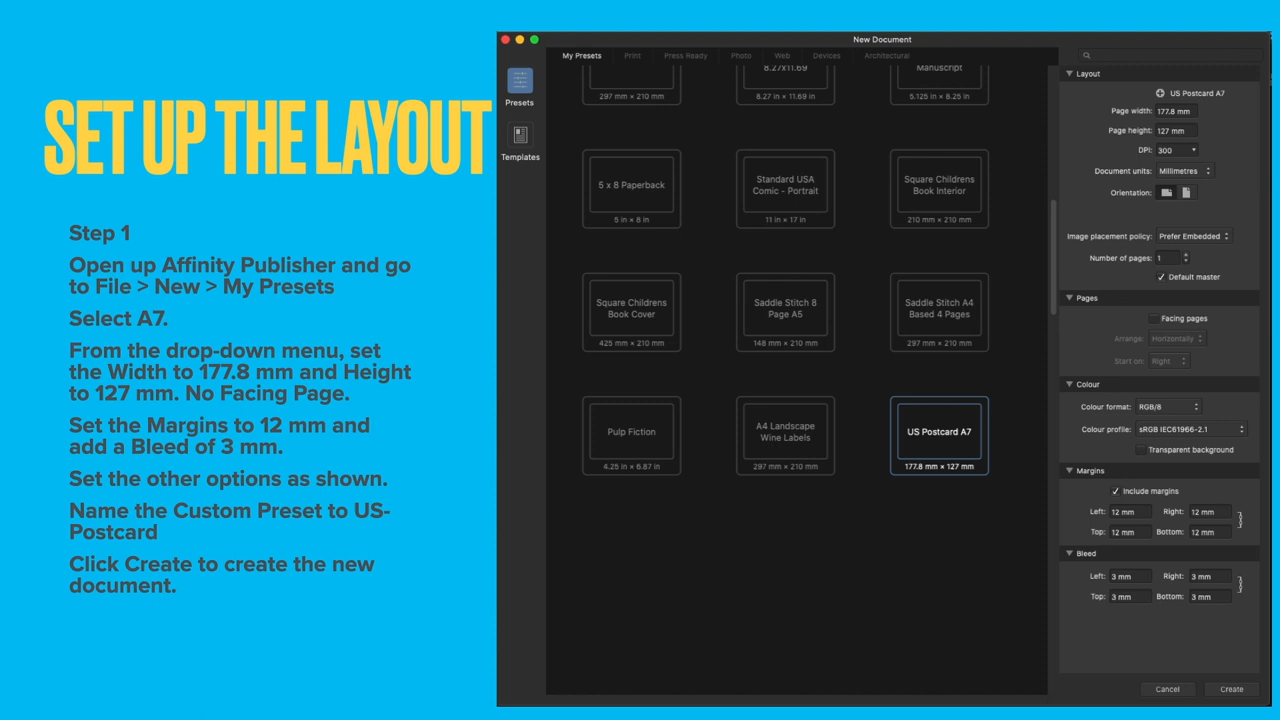 SET UP THE LAYOUT
Step 1
Open up Affinity Publisher and go
to File > New > My Presets
Select A7.
From the drop-down menu, set
the Width to 177.8 mm and Height
to 127 mm. No Facing Page.
Set the Margins to 12 mm and
add a Bleed of 3 mm.
Set the other options as shown.
Name the Custom Preset to US-
Postcard
Click Create to create the new
document.
New Document
My Presets Print Press Ready Photo Web Devices Architectural
Presets
Templates
8.27x11.69 Manuscript
297 mm × 210 mm 8.27 in × 11.69 in 5.125 in × 8.25 in
5 x 8 Paperback
Standard USA
Comic - Portrait
Square Childrens
Book Interior
5 in × 8 in 11 in × 17 in 210 mm × 210 mm
Square Childrens
Book Cover
Saddle Stitch 8
Page A5
Saddle Stitch A4
Based 4 Pages
425 mm × 210 mm 148 mm × 210 mm 297 mm × 210 mm
Pulp Fiction
A4 Landscape
Wine Labels
US Postcard A7
4.25 in × 6.87 in 297 mm × 210 mm 177.8 mm × 127 mm
Layout
US Postcard A7
Page width: 177.8 mm
Page height: 127 mm
DPI: 300
Document units: Millimetres
Orientation:
Image placement policy: Prefer Embedded
Number of pages: 1
Default master
Pages
Facing pages
Arrange: Horizontally
Start on: Right
Colour
Colour format: RGB/8
Colour profile: sRGB IEC61966-2.1
Transparent background
Margins
Include margins
Left: 12 mm Right: 12 mm
Top: 12 mm Bottom: 12 mm
Bleed
Left: 3 mm Right: 3 mm
Top: 3 mm Bottom: 3 mm
Cancel Create